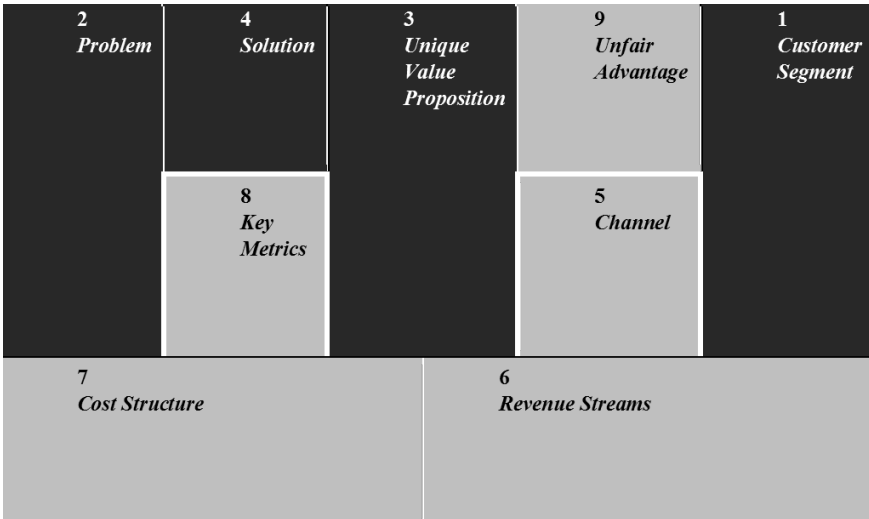 2
Problem
4
Solution
3
Unique
Value
Proposition
9
Unfair
Advantage
1
Customer
Segment
8
Key
Metrics
5
Channel
7
Cost Structure
6
Revenue Streams